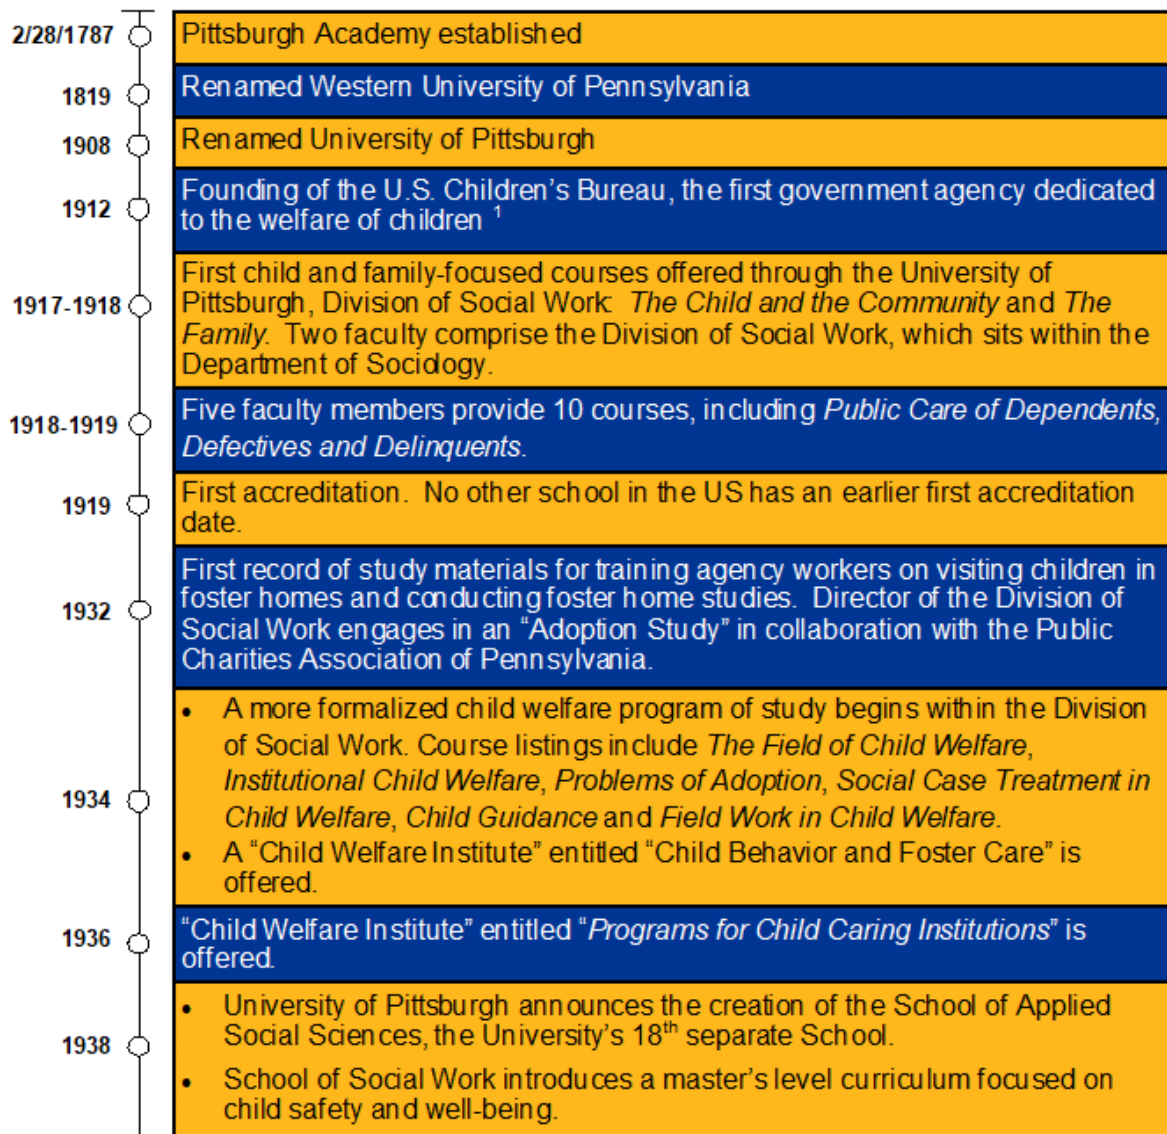 2/28/1787 Pittsburgh Academy established
1819 Renamed Western University of Pennsylvania
1908 Renamed University of Pittsburgh
1912 Founding of the U.S. Children’s Bureau, the first government agency dedicated
to the welfare of children 1
1917-1918 First child and family-focused courses offered through the University of
Pittsburgh, Division of Social Work: The Child and the Community and The
Family. Two faculty comprise the Division of Social Work, which sits within the
Department of Sociology.
1918-1919 Five faculty members provide 10 courses, including Public Care of Dependents,
Defectives and Delinquents.
1919 First accreditation. No other school in the US has an earlier first accreditation
date.
1932 First record of study materials for training agency workers on visiting children in
foster homes and conducting foster home studies. Director of the Division of
Social Work engages in an “Adoption Study” in collaboration with the Public
Charities Association of Pennsylvania.
1934 • A more formalized child welfare program of study begins within the Division
of Social Work. Course listings include The Field of Child Welfare,
Institutional Child Welfare, Problems of Adoption, Social Case Treatment in
Child Welfare, Child Guidance and Field Work in Child Welfare.
• A “Child Welfare Institute” entitled “Child Behavior and Foster Care” is
offered.
1936 “Child Welfare Institute” entitled “Programs for Child Caring Institutions” is
offered.
1938 • University of Pittsburgh announces the creation of the School of Applied
Social Sciences, the University’s 18th separate School.
• School of Social Work introduces a master’s level curriculum focused on
child safety and well-being.